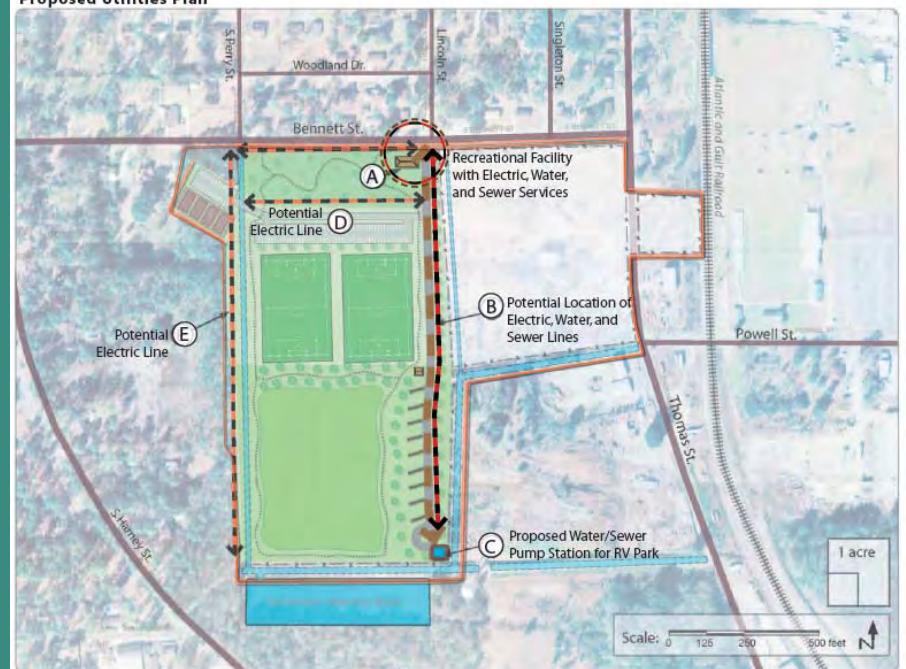 Proposed Utilities Plan
S. Perry St.
Lincoln St.
Singleton St.
Woodland Dr.
Bennett St.
Atlantic and Gulf Railroad
A
Recreational Facility
with Electric, Water,
and Sewer Services
Potential
Electric Line
D
B
Potential Location of
Electric, Water, and
Sewer Lines
Potential
Electric Line
E
Powell St.
Thomas St.
S. Harney St.
C
Proposed Water/Sewer
Pump Station for RV Park
1 acre
Scale:
0 125 250 500 feet
N